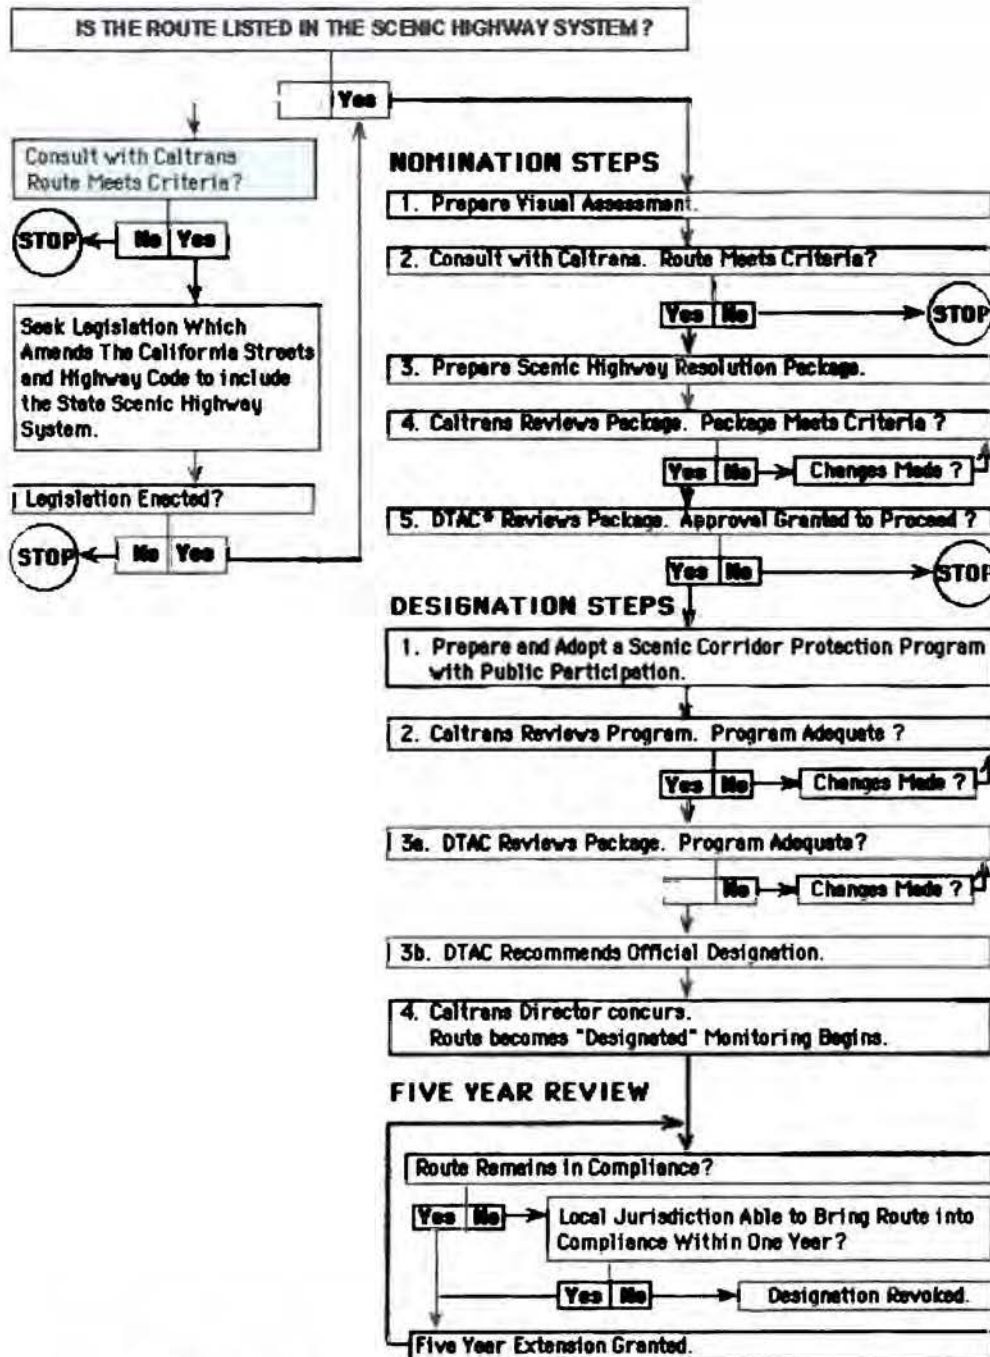 IS THE ROUTE LISTED IN THE SCENIC HIGHWAY SYSTEM ?
Yes
Consult with Caltrans
Route Meets Criteria?
STOP
No Yes
Seek Legislation Which
Amends The California Streets
and Highway Code to include
the State Scenic Highway
System.
Legislation Enacted?
STOP
No Yes
NOMINATION STEPS
1. Prepare Visual Assessment.
2. Consult with Caltrans. Route Meets Criteria?
Yes No
STOP
3. Prepare Scenic Highway Resolution Package.
4. Caltrans Reviews Package. Package Meets Criteria ?
Yes No
Changes Made ?
5. DTAC* Reviews Package. Approval Granted to Proceed ?
Yes No
STOP
DESIGNATION STEPS
1. Prepare and Adopt a Scenic Corridor Protection Program
with Public Participation.
2. Caltrans Reviews Program. Program Adequate ?
Yes No
Changes Made ?
3a. DTAC Reviews Package. Program Adequate?
No
Changes Made ?
3b. DTAC Recommends Official Designation.
4. Caltrans Director concurs.
Route becomes "Designated" Monitoring Begins.
FIVE YEAR REVIEW
Route Remains in Compliance?
Yes No
Local Jurisdiction Able to Bring Route into
Compliance Within One Year ?
Yes No
Designation Revoked.
Five Year Extension Granted.